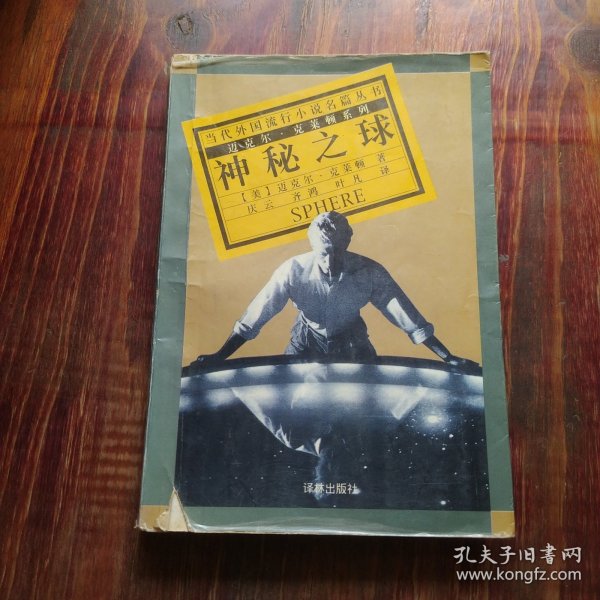 当代外国流行小说名篇丛书
迈克尔·克莱顿系列
神秘之球
【美】迈克尔·克莱顿 著
庆云 齐鸿 叶凡 译
SPHERE
译林出版社
孔夫子旧书网
www.kongfz.com